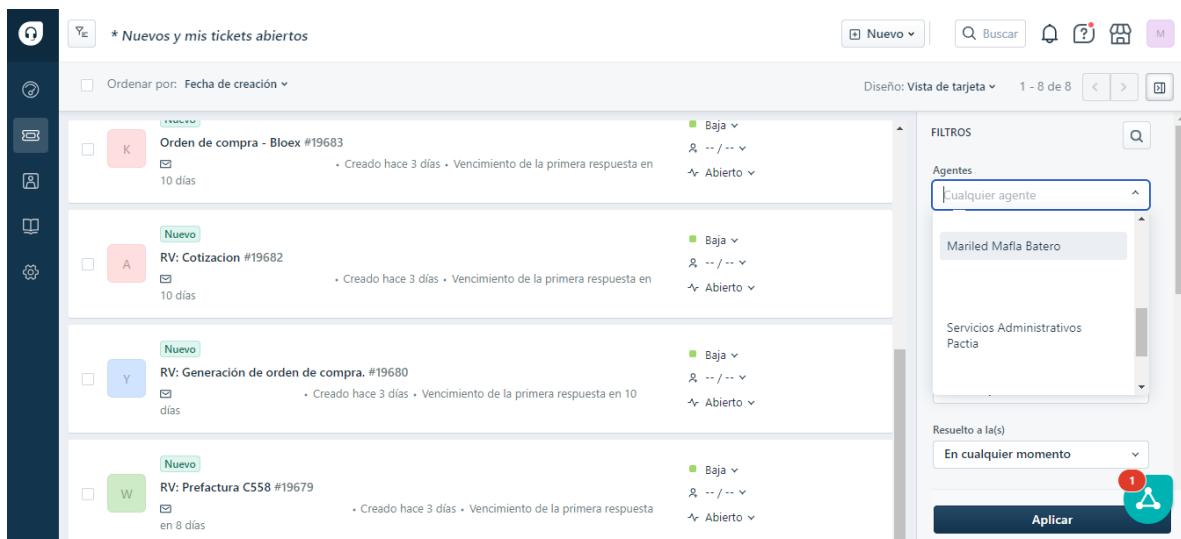 * Nuevos y mis tickets abiertos
Nuevo
Buscar
M
Ordenar por: Fecha de creación
Diseño: Vista de tarjeta
1 - 8 de 8
Nuevo
K
Orden de compra - Bloex #19683
• Creado hace 3 días • Vencimiento de la primera respuesta en
10 días
Baja
-- / --
Abierto
Nuevo
A
RV: Cotizacion #19682
• Creado hace 3 días • Vencimiento de la primera respuesta en
10 días
Baja
-- / --
Abierto
Nuevo
Y
RV: Generación de orden de compra. #19680
• Creado hace 3 días • Vencimiento de la primera respuesta en 10
días
Baja
-- / --
Abierto
Nuevo
W
RV: Prefactura C558 #19679
• Creado hace 3 días • Vencimiento de la primera respuesta
en 8 días
Baja
-- / --
Abierto
FILTROS
Agentes
Cualquier agente
Mariled Mafla Batero
Servicios Administrativos
Pactia
Resuelto a la(s)
En cualquier momento
1
Aplicar